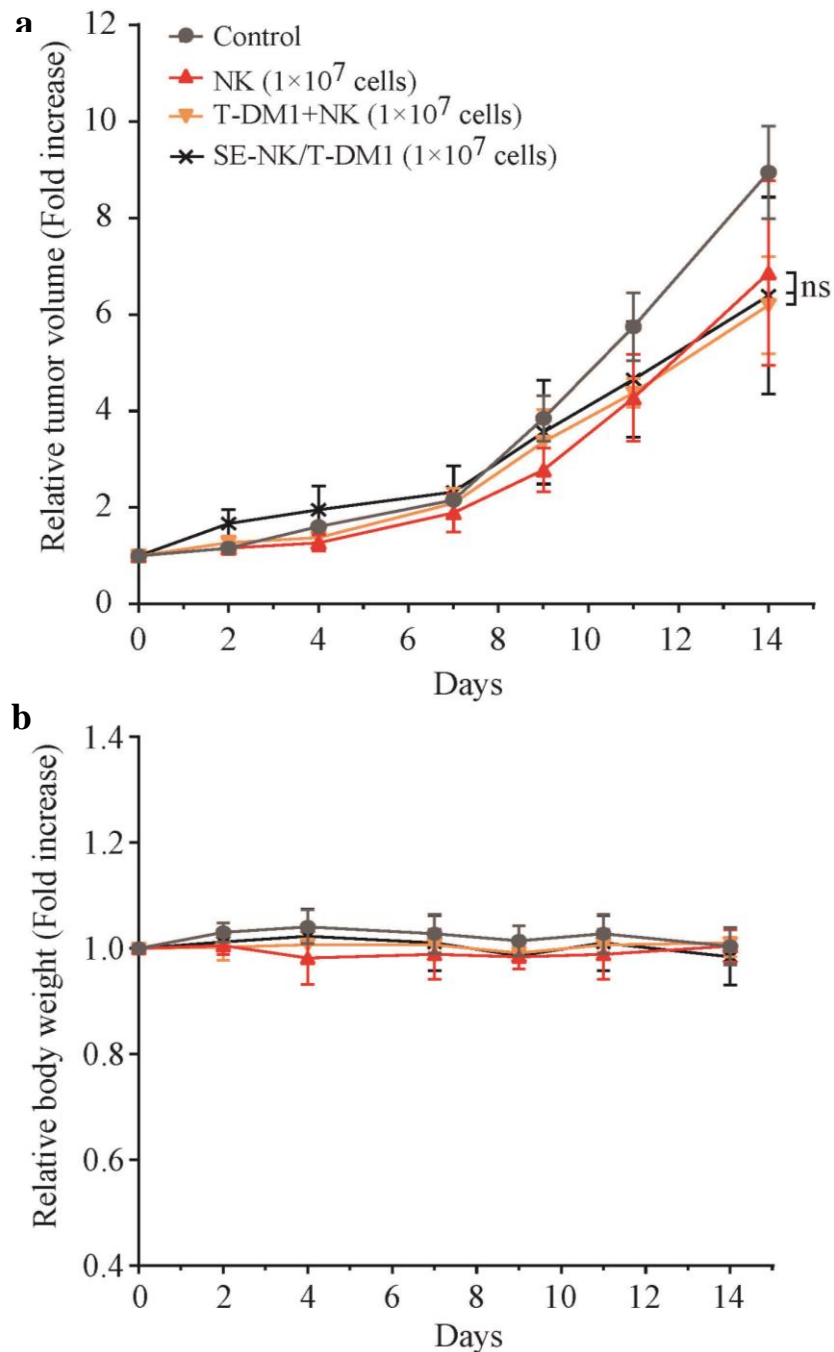 a
Relative tumor volume (Fold increase)
12
10
8
6
4
2
0
Control
NK (1×10⁷ cells)
T-DM1+NK (1×10⁷ cells)
SE-NK/T-DM1 (1×10⁷ cells)
ns
0 2 4 6 8 10 12 14
Days
b
Relative body weight (Fold increase)
1.4
1.2
1.0
0.8
0.6
0.4
0 2 4 6 8 10 12 14
Days